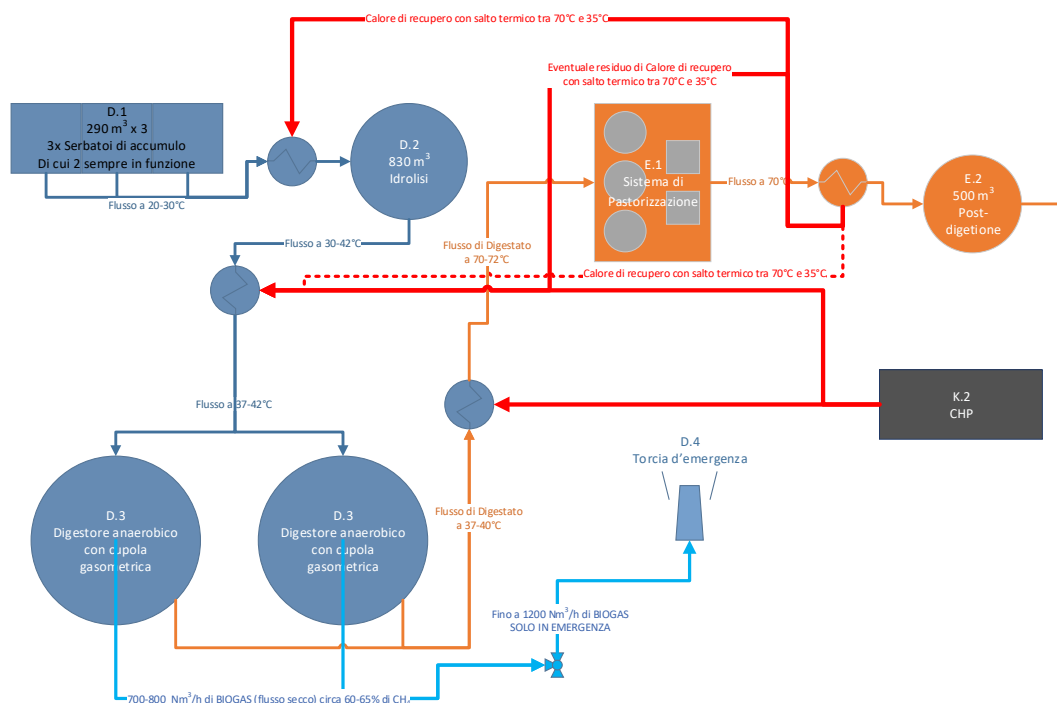 Calore di recupero con salto termico tra 70°C e 35°C
Eventuale residuo di Calore di recupero
con salto termico tra 70°C e 35°C
D.1
290 m³ x 3
3x Serbatoi di accumulo
Di cui 2 sempre in funzione
Flusso a 20-30°C
D.2
830 m³
Idrolisi
E.1
Sistema di
Pastorizzazione
Flusso a 70°C
E.2
500 m³
Post-
digetione
Flusso a 30-42°C
Flusso di Digestato
a 70-72°C
Calore di recupero con salto termico tra 70°C e 35°C
Flusso a 37-42°C
K.2
CHP
D.4
Torcia d'emergenza
D.3
Digestore anaerobico
con cupola
gasometrica
D.3
Digestore anaerobico
con cupola
gasometrica
Flusso di Digestato
a 37-40°C
Fino a 1200 Nm³/h di BIOGAS
SOLO IN EMERGENZA
700-800 Nm³/h di BIOGAS (flusso secco) circa 60-65% di CH₄